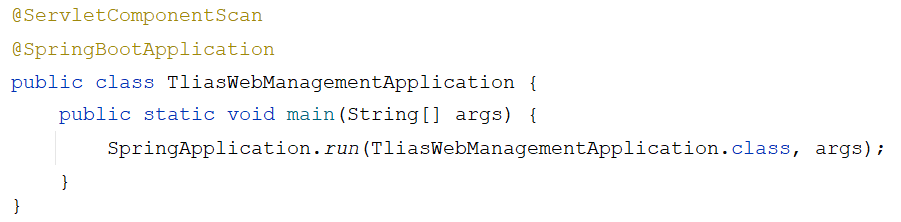 @ServletComponentScan
@SpringBootApplication
public class TliasWebManagementApplication {
    public static void main(String[] args) {
        SpringApplication.run(TliasWebManagementApplication.class, args);
    }
}